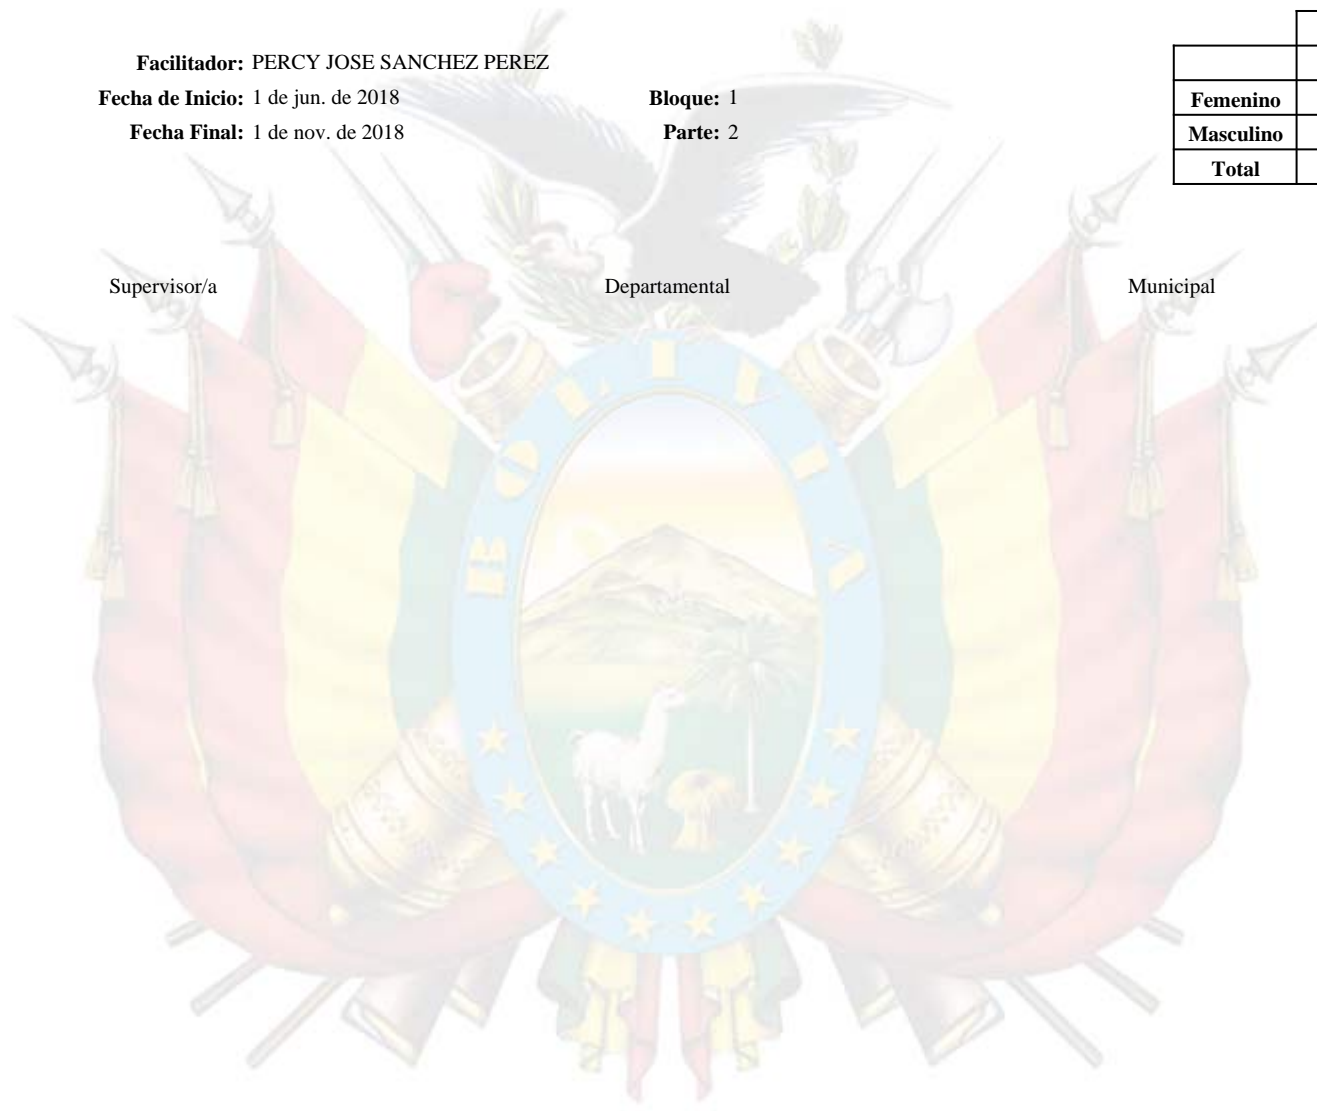 Facilitador: PERCY JOSE SANCHEZ PEREZ
Fecha de Inicio: 1 de jun. de 2018 Bloque: 1
Fecha Final: 1 de nov. de 2018 Parte: 2
Femenino
Masculino
Total
Supervisor/a Departamental Municipal
BOLIVIA